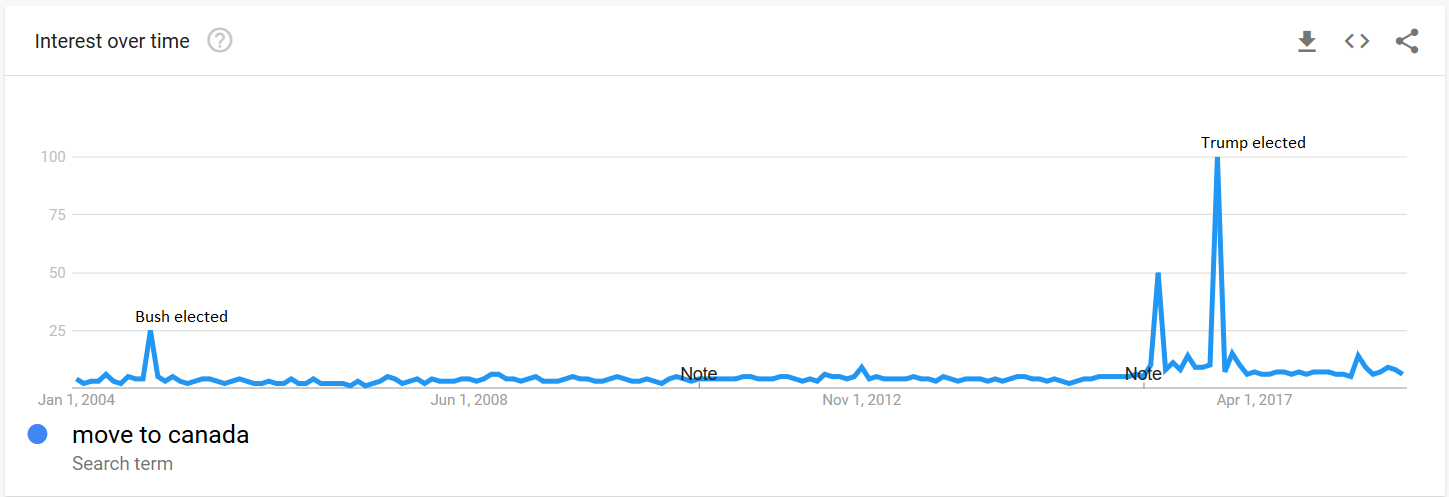 Interest over time
Trump elected
100
75
50
Bush elected
25
Note
Note
Jan 1, 2004
Jun 1, 2008
Nov 1, 2012
Apr 1, 2017
move to canada
Search term